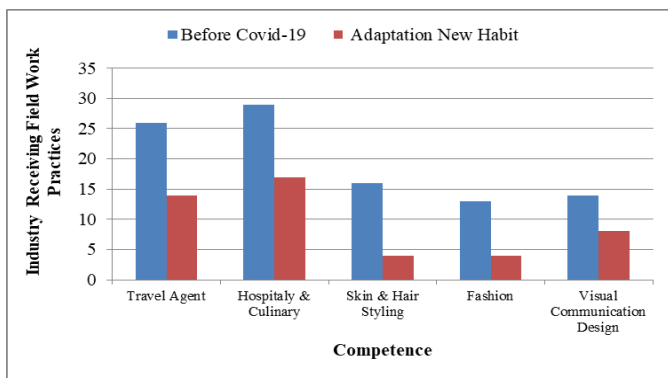 Before Covid-19 Adaptation New Habit
Industry Receiving Field Work
Practices
35
30
25
20
15
10
5
0
Travel Agent
Hospitaly &
Culinary
Skin & Hair
Styling
Fashion
Visual
Communication
Design
Competence